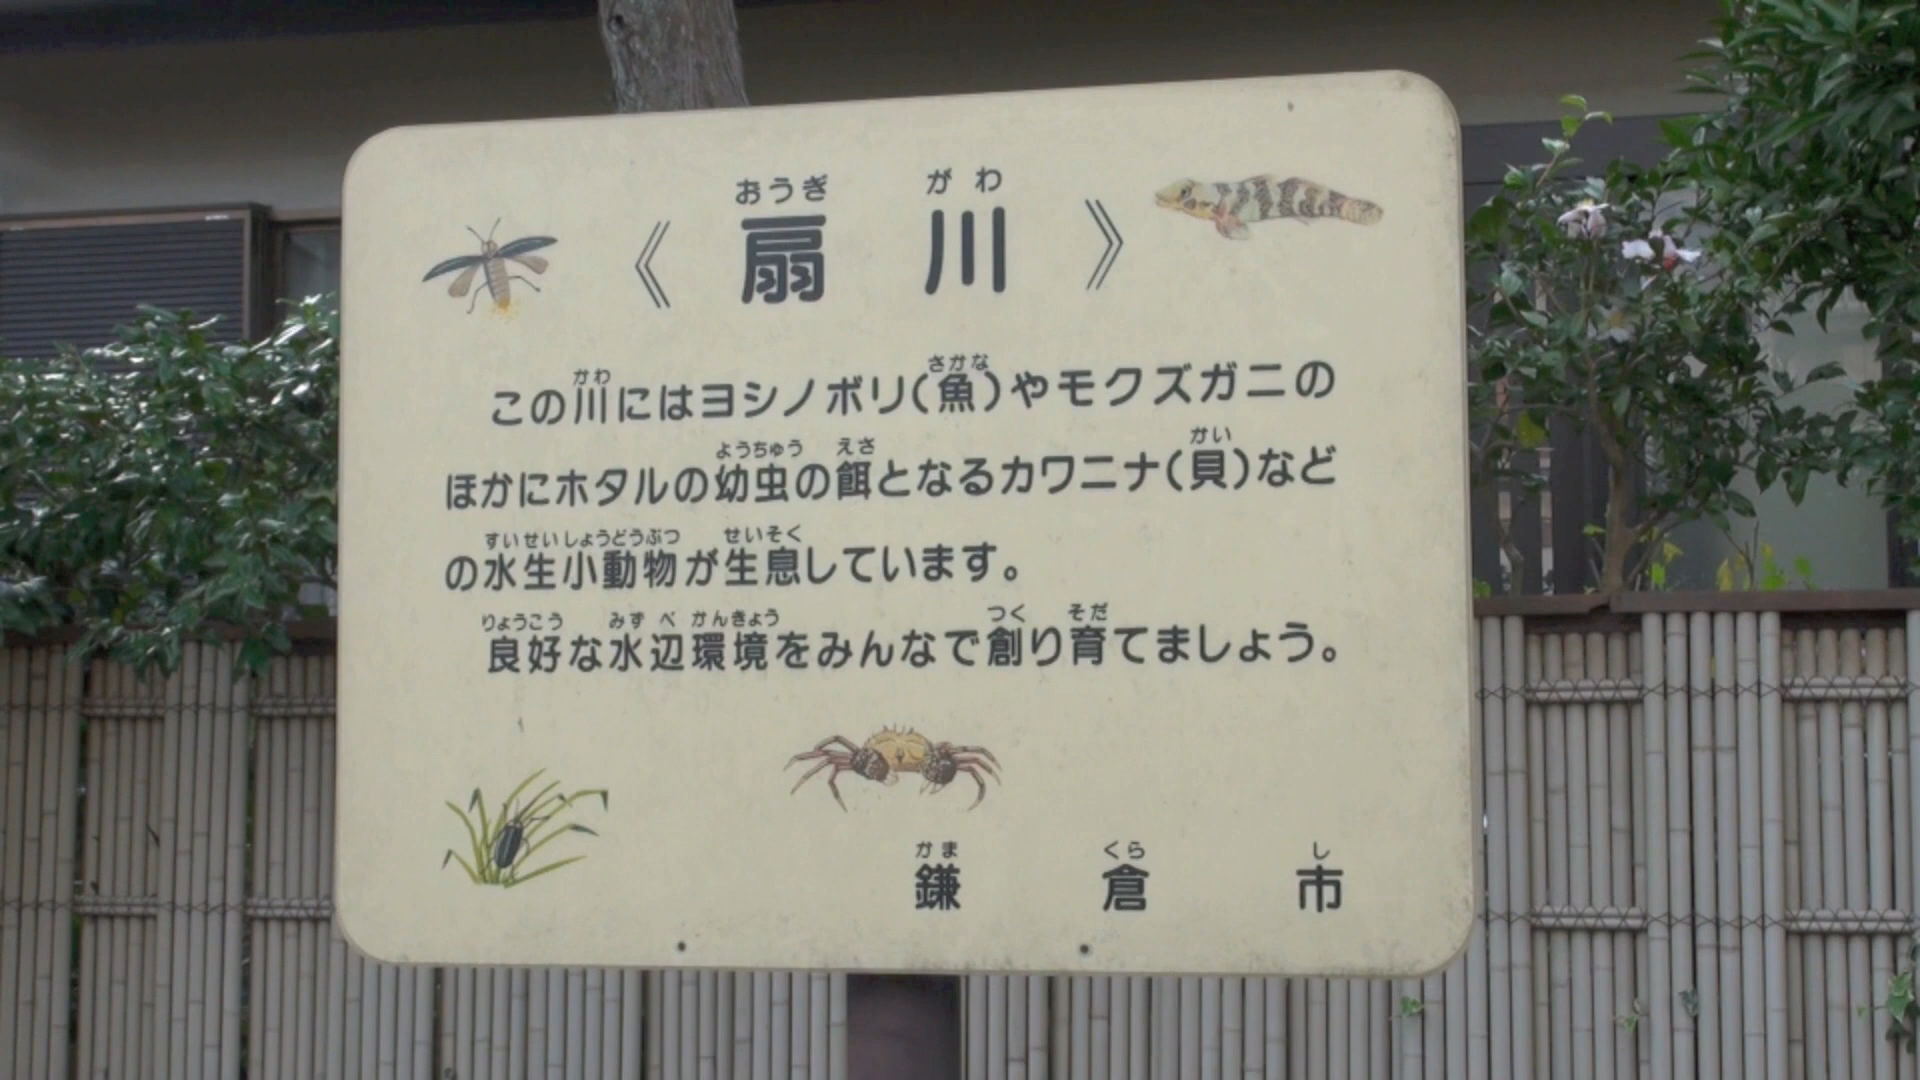 おうぎ がわ
《 扇 川 》
かわ さかな
この川にはヨシノボリ(魚)やモクズガニの
ようちゅう えさ かい
ほかにホタルの幼虫の餌となるカワニナ(貝)など
すいせいしょうどうぶつ せいそく
の水生小動物が生息しています。
りょうこう みず べ かんきょう つく そだ
良好な水辺環境をみんなで創り育てましょう。
かま くら し
鎌 倉 市